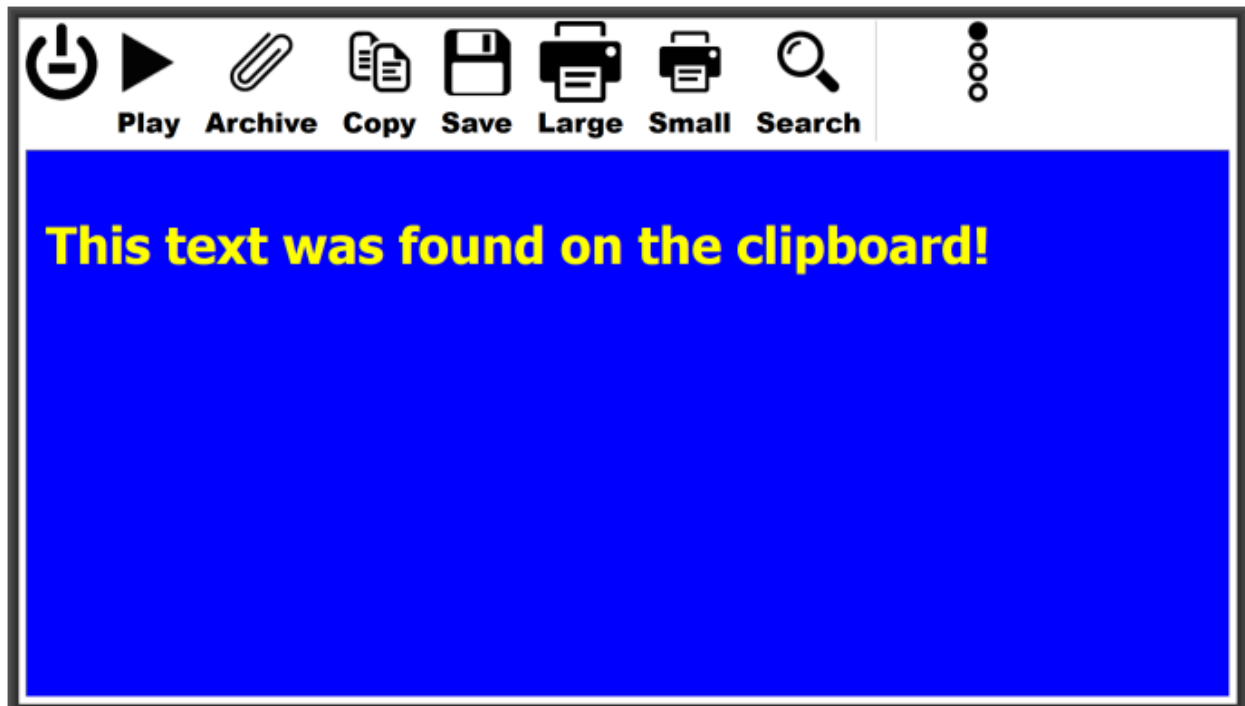 Play Archive Copy Save Large Small Search
This text was found on the clipboard!